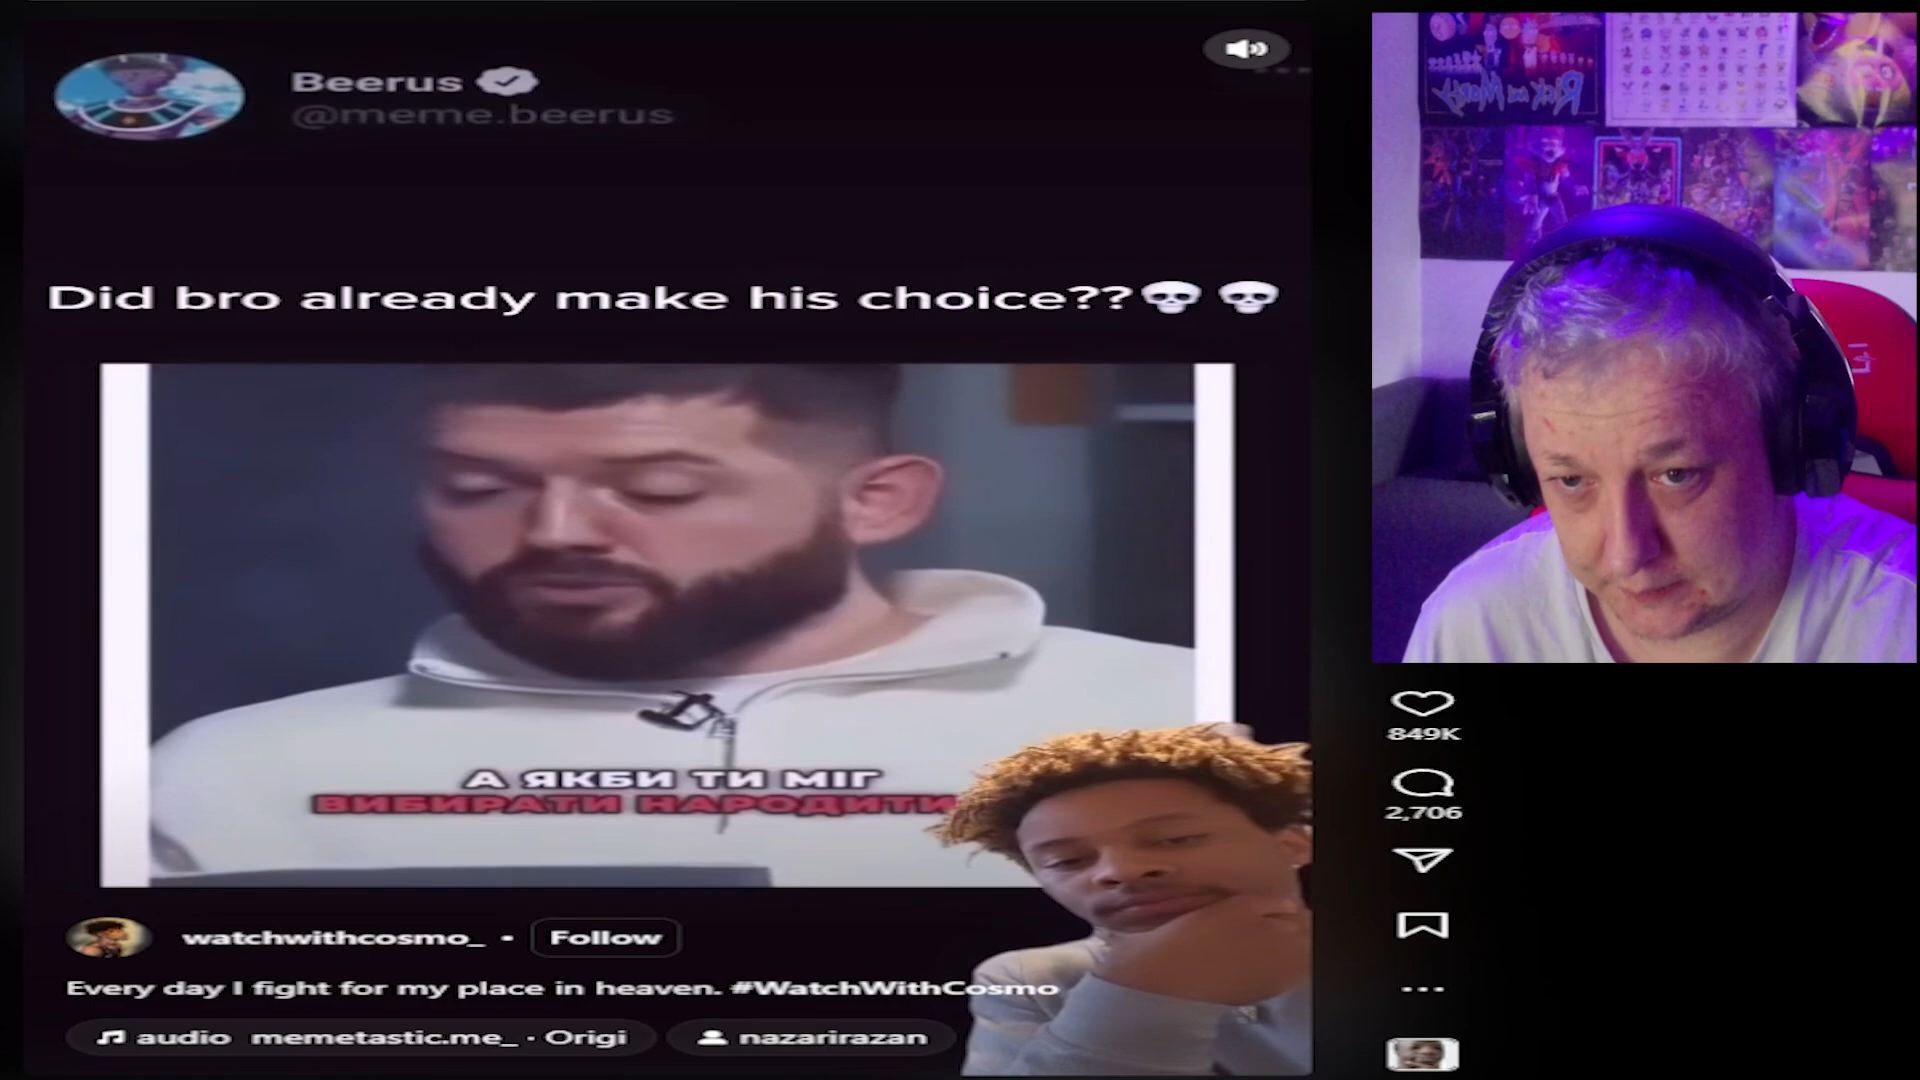 Beerus
@meme.beerus
Did bro already make his choice??💀💀
А ЯКБИ ТИ МІГ
ВИБИРАТИ НАРОДИТИ
watchwithcosmo_ • Follow
Every day I fight for my place in heaven. #WatchWithCosmo
audio memetastic.me_ · Origi
nazarirazan
849K
2,706